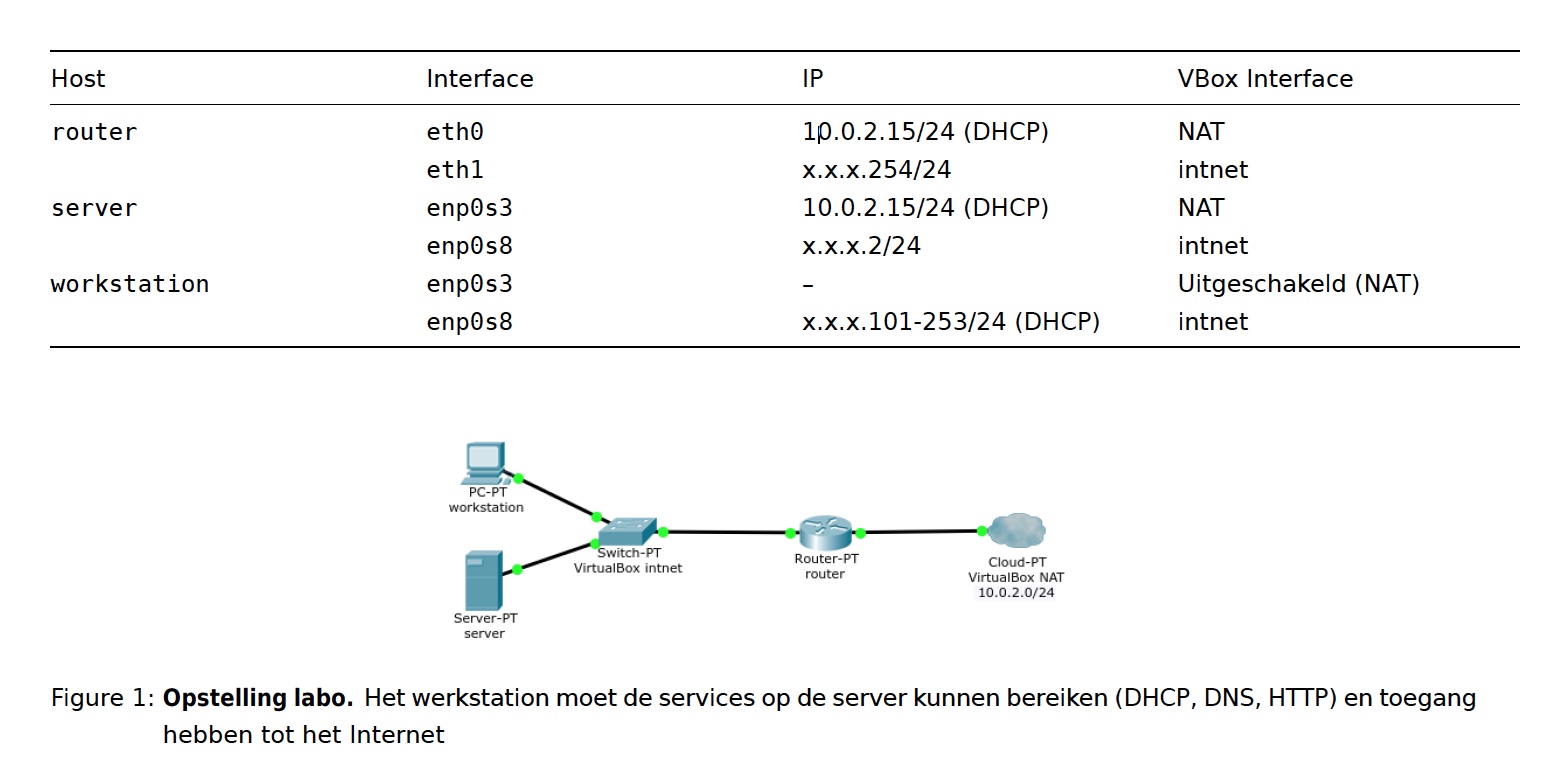 Host Interface IP VBox Interface
router eth0 10.0.2.15/24 (DHCP) NAT
eth1 x.x.x.254/24 intnet
server enp0s3 10.0.2.15/24 (DHCP) NAT
enp0s8 x.x.x.2/24 intnet
workstation enp0s3 – Uitgeschakeld (NAT)
enp0s8 x.x.x.101-253/24 (DHCP) intnet
PC-PT
workstation
Switch-PT
VirtualBox intnet
Router-PT
router
Cloud-PT
VirtualBox NAT
10.0.2.0/24
Server-PT
server
Figure 1: Opstelling labo. Het werkstation moet de services op de server kunnen bereiken (DHCP, DNS, HTTP) en toegang
hebben tot het Internet